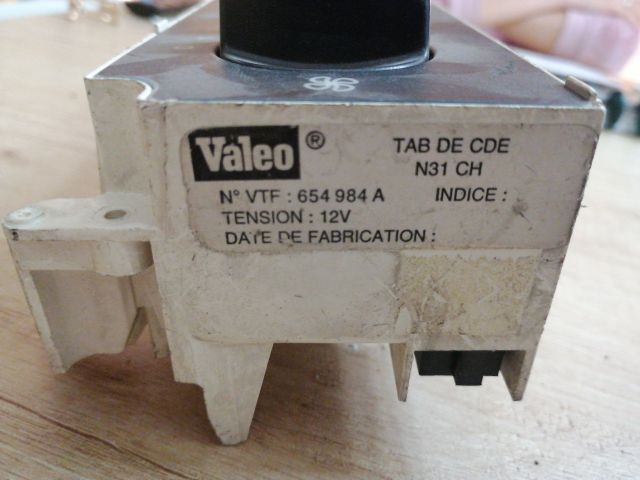 Valeo ® TAB DE CDE
N31 CH
N° VTF : 654 984 A INDICE :
TENSION : 12V
DATE DE FABRICATION :